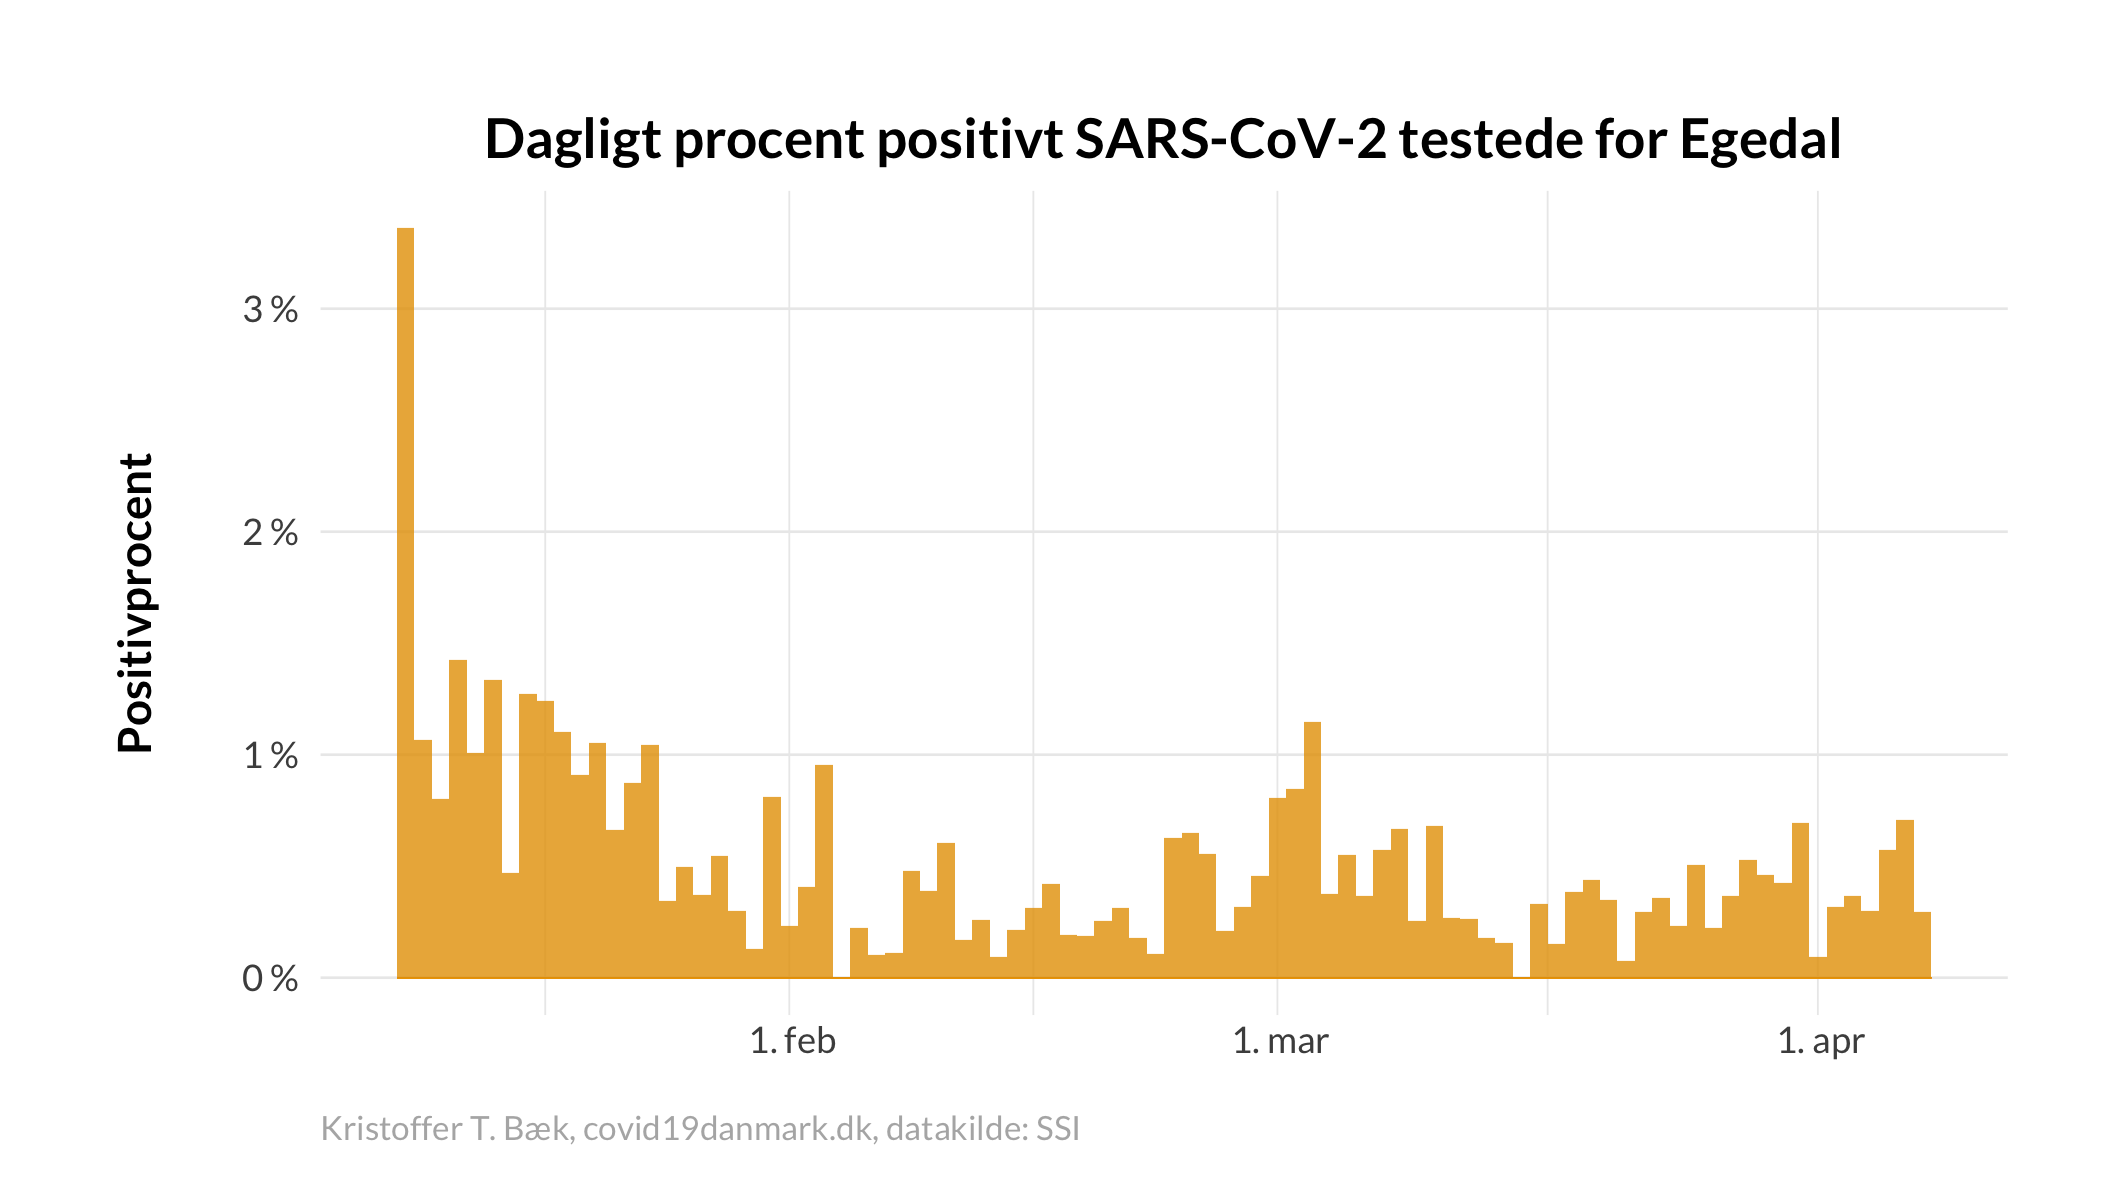 Dagligt procent positivt SARS-CoV-2 testede for Egedal
Positivprocent
3 %
2 %
1 %
0 %
1. feb
1. mar
1. apr
Kristoffer T. Bæk, covid19danmark.dk, datakilde: SSI